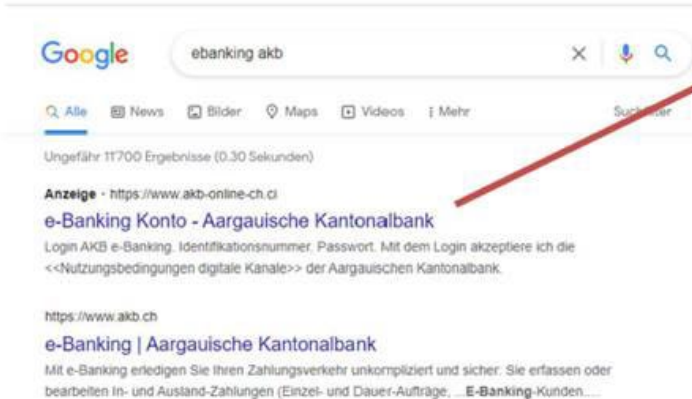 Google
ebanking akb
Alle News Bilder Maps Videos Mehr Suchfilter
Ungefähr 11'700 Ergebnisse (0.30 Sekunden)
Anzeige · https://www.akb-online-ch.cl
e-Banking Konto - Aargauische Kantonalbank
Login AKB e-Banking. Identifikationsnummer. Passwort. Mit dem Login akzeptiere ich die
<<Nutzungsbedingungen digitale Kanale>> der Aargauischen Kantonalbank.
https://www.akb.ch
e-Banking | Aargauische Kantonalbank
Mit e-Banking erledigen Sie Ihren Zahlungsverkehr unkompliziert und sicher. Sie erfassen oder
bearbeiten In- und Ausland-Zahlungen (Einzel- und Dauer-Aufträge, ...E-Banking-Kunden....